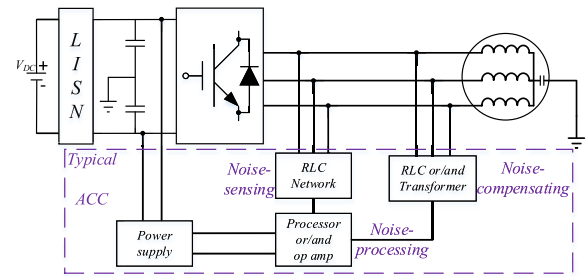 V_DC
+
-
L
I
S
N
Typical
ACC
Noise-
sensing
RLC
Network
RLC or/and
Transformer
Noise-
compensating
Power
supply
Processor
or/and
op amp
Noise-
processing